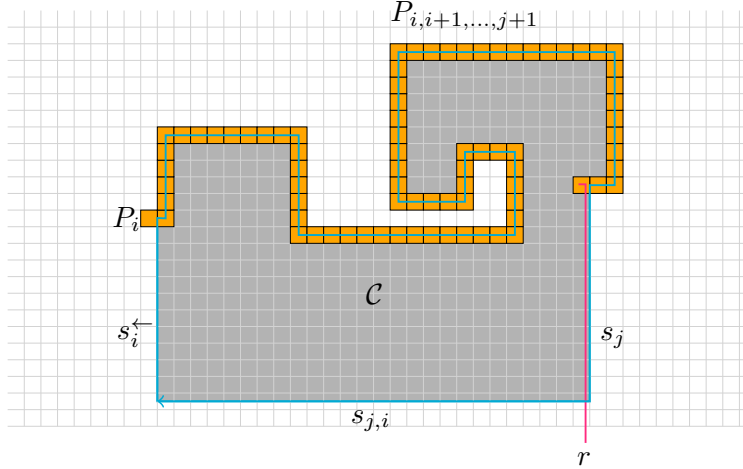 P_{i,i+1,...,j+1}
P_i
𝒞
s_i^←
s_j
s_{j,i}
r